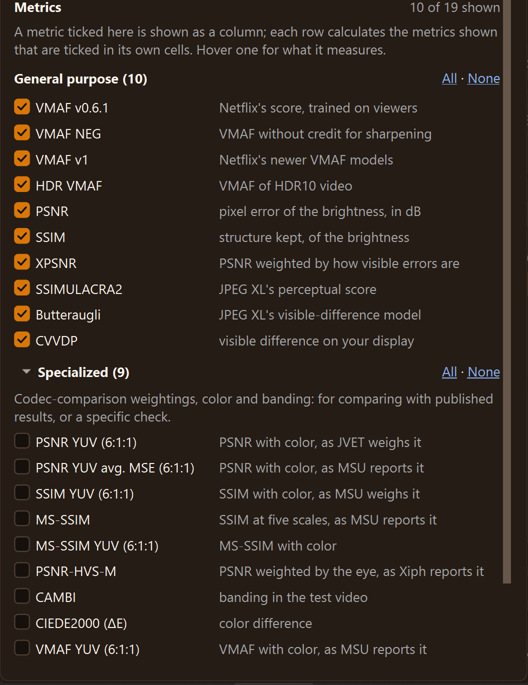 Metrics 10 of 19 shown
A metric ticked here is shown as a column; each row calculates the metrics shown
that are ticked in its own cells. Hover one for what it measures.
General purpose (10) All · None
VMAF v0.6.1 Netflix's score, trained on viewers
VMAF NEG VMAF without credit for sharpening
VMAF v1 Netflix's newer VMAF models
HDR VMAF VMAF of HDR10 video
PSNR pixel error of the brightness, in dB
SSIM structure kept, of the brightness
XPSNR PSNR weighted by how visible errors are
SSIMULACRA2 JPEG XL's perceptual score
Butteraugli JPEG XL's visible-difference model
CVVDP visible difference on your display
Specialized (9) All · None
Codec-comparison weightings, color and banding: for comparing with published
results, or a specific check.
PSNR YUV (6:1:1) PSNR with color, as JVET weighs it
PSNR YUV avg. MSE (6:1:1) PSNR with color, as MSU reports it
SSIM YUV (6:1:1) SSIM with color, as MSU weighs it
MS-SSIM SSIM at five scales, as MSU reports it
MS-SSIM YUV (6:1:1) MS-SSIM with color
PSNR-HVS-M PSNR weighted by the eye, as Xiph reports it
CAMBI banding in the test video
CIEDE2000 (ΔE) color difference
VMAF YUV (6:1:1) VMAF with color, as MSU reports it